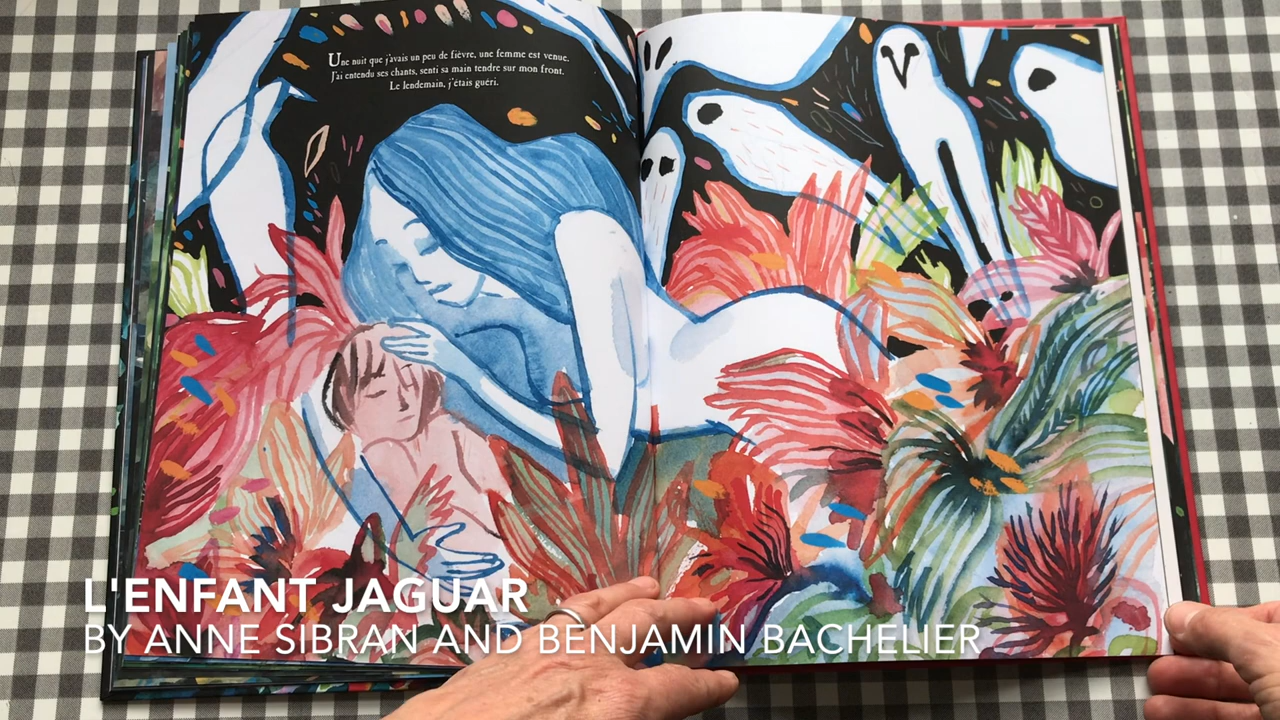 Une nuit que j'avais un peu de fièvre, une femme est venue.
J'ai entendu ses chants, senti sa main tendre sur mon front.
Le lendemain, j'étais guéri.
L'ENFANT JAGUAR
BY ANNE SIBRAN AND BENJAMIN BACHELIER